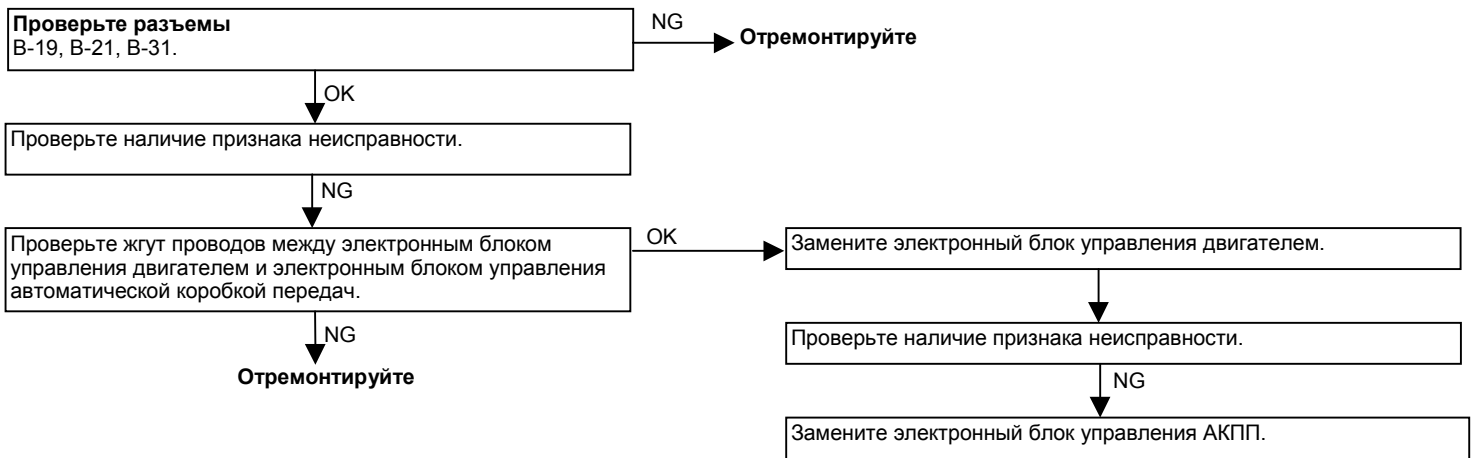 Проверьте разъемы
B-19, B-21, B-31.
NG
Отремонтируйте
OK
Проверьте наличие признака неисправности.
NG
Проверьте жгут проводов между электронным блоком
управления двигателем и электронным блоком управления
автоматической коробкой передач.
OK
Замените электронный блок управления двигателем.
NG
Отремонтируйте
Проверьте наличие признака неисправности.
NG
Замените электронный блок управления АКПП.